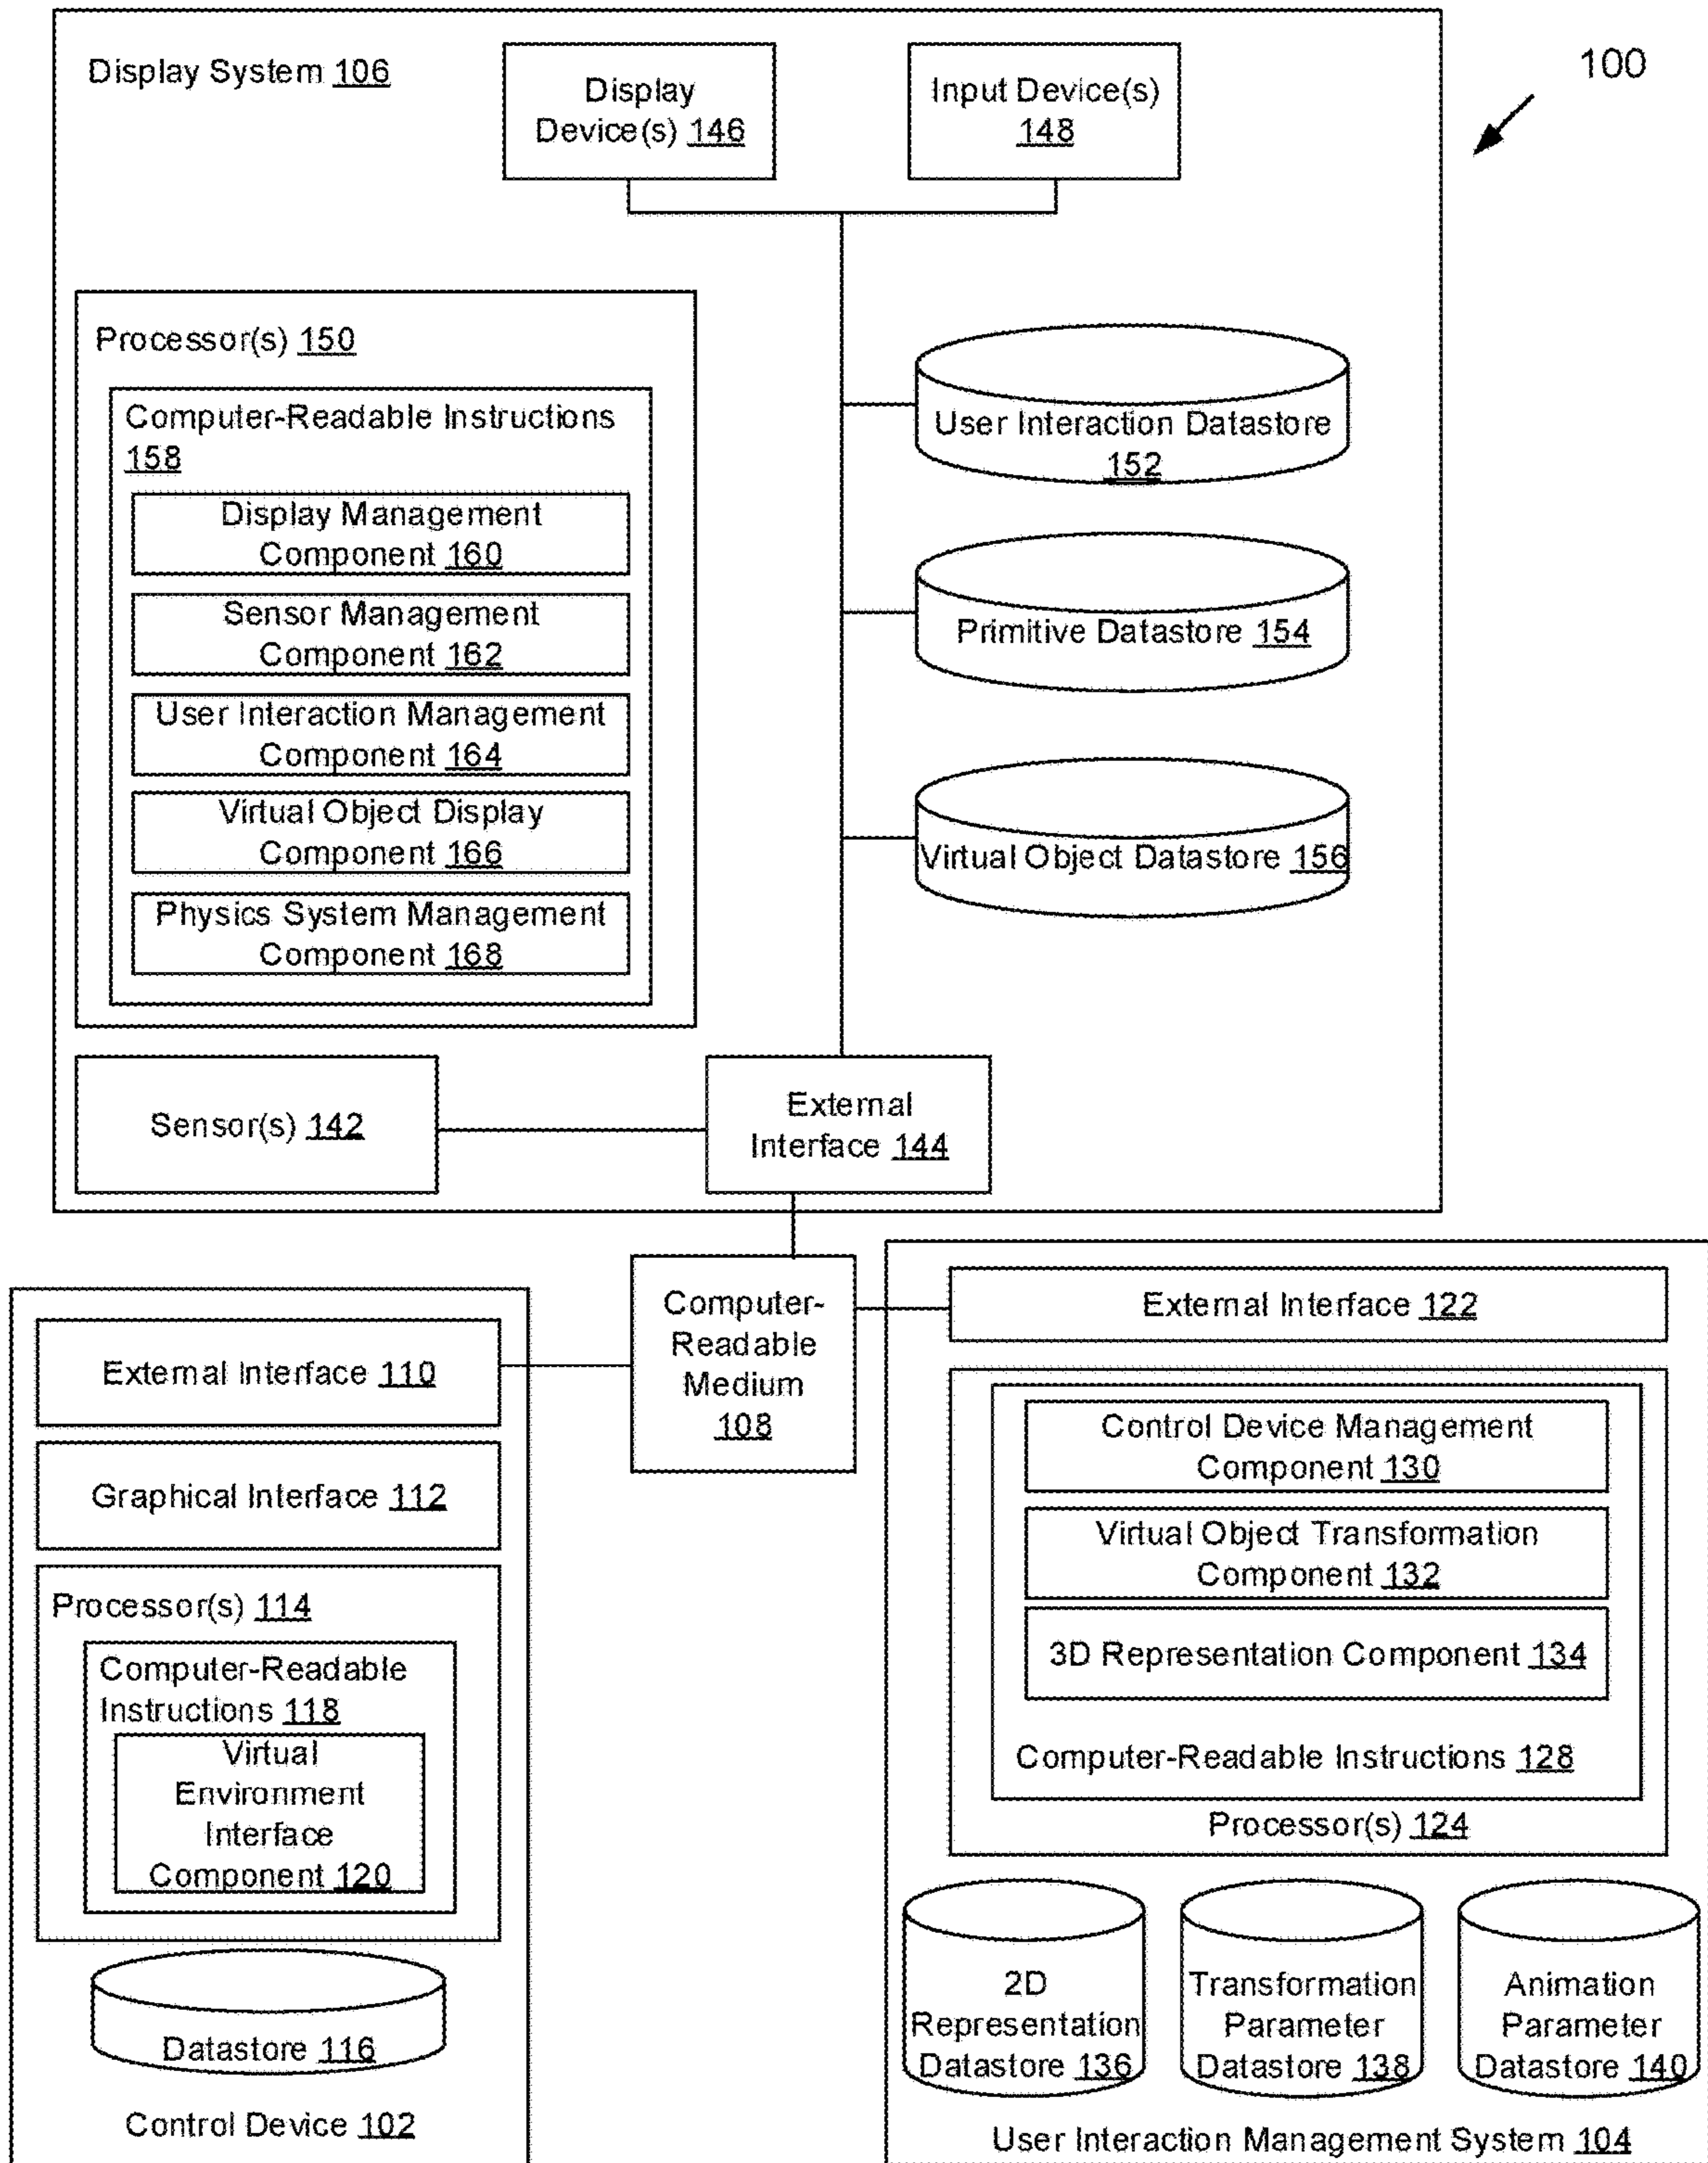 100
Display System 106
Display
Device(s) 146
Input Device(s)
148
Processor(s) 150
Computer-Readable Instructions
158
Display Management
Component 160
Sensor Management
Component 162
User Interaction Management
Component 164
Virtual Object Display
Component 166
Physics System Management
Component 168
User Interaction Datastore
152
Primitive Datastore 154
Virtual Object Datastore 156
Sensor(s) 142
External
Interface 144
Computer-
Readable
Medium
108
External Interface 110
Graphical Interface 112
Processor(s) 114
Computer-Readable
Instructions 118
Virtual
Environment
Interface
Component 120
Datastore 116
Control Device 102
External Interface 122
Control Device Management
Component 130
Virtual Object Transformation
Component 132
3D Representation Component 134
Computer-Readable Instructions 128
Processor(s) 124
2D
Representation
Datastore 136
Transformation
Parameter
Datastore 138
Animation
Parameter
Datastore 140
User Interaction Management System 104